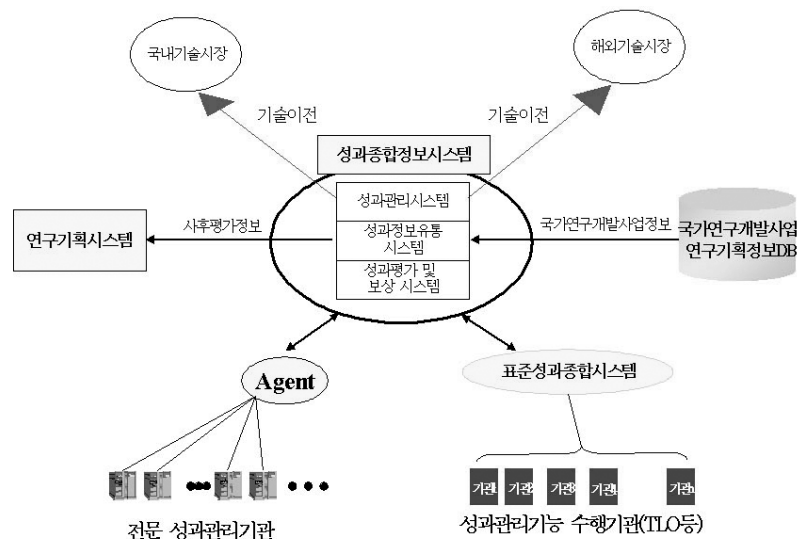 국내기술시장
해외기술시장
기술이전
기술이전
성과종합정보시스템
성과관리시스템
성과정보유통
시스템
성과평가 및
보상 시스템
연구기획시스템
사후평가정보
국가연구개발사업정보
국가연구개발사업
연구기획정보DB
Agent
표준성과종합시스템
기관1
기관2
기관3
기관4
기관n
전문 성과관리기관
성과관리기능 수행기관(TLO등)